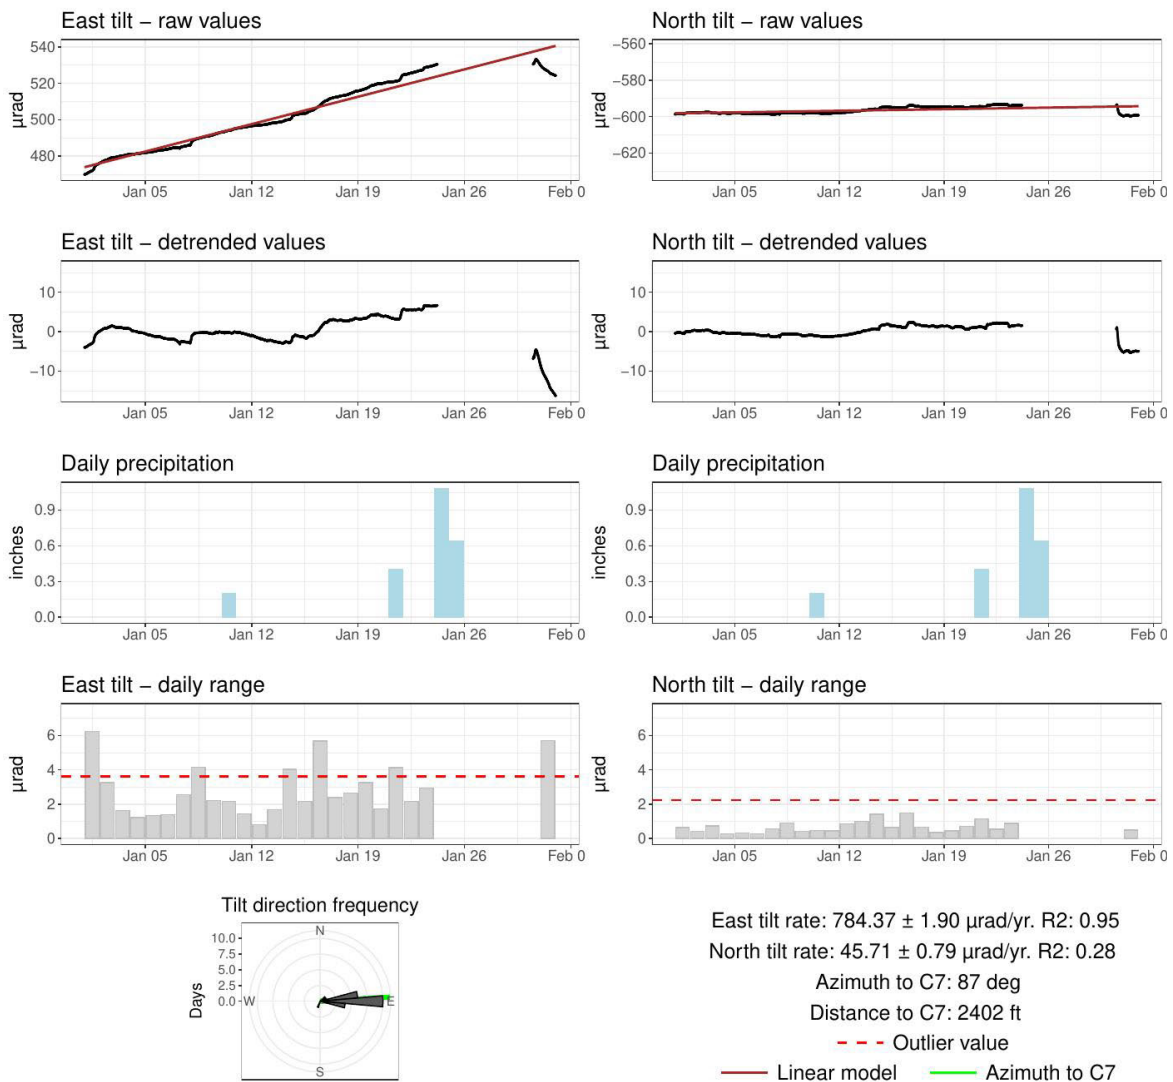 East tilt − raw values
North tilt − raw values
µrad
540
520
500
480
Jan 05
Jan 12
Jan 19
Jan 26
Feb 0
µrad
−560
−580
−600
−620
Jan 05
Jan 12
Jan 19
Jan 26
Feb 0
East tilt − detrended values
North tilt − detrended values
µrad
10
0
−10
Jan 05
Jan 12
Jan 19
Jan 26
Feb 0
µrad
10
0
−10
Jan 05
Jan 12
Jan 19
Jan 26
Feb 0
Daily precipitation
Daily precipitation
inches
0.9
0.6
0.3
0.0
Jan 05
Jan 12
Jan 19
Jan 26
Feb 0
inches
0.9
0.6
0.3
0.0
Jan 05
Jan 12
Jan 19
Jan 26
Feb 0
East tilt − daily range
North tilt − daily range
µrad
6
4
2
0
Jan 05
Jan 12
Jan 19
Jan 26
Feb 0
µrad
6
4
2
0
Jan 05
Jan 12
Jan 19
Jan 26
Feb 0
Tilt direction frequency
Days
10.0
7.5
5.0
2.5
0.0
N
W
E
S
East tilt rate: 784.37 ± 1.90 µrad/yr. R2: 0.95
North tilt rate: 45.71 ± 0.79 µrad/yr. R2: 0.28
Azimuth to C7: 87 deg
Distance to C7: 2402 ft
Outlier value
Linear model
Azimuth to C7